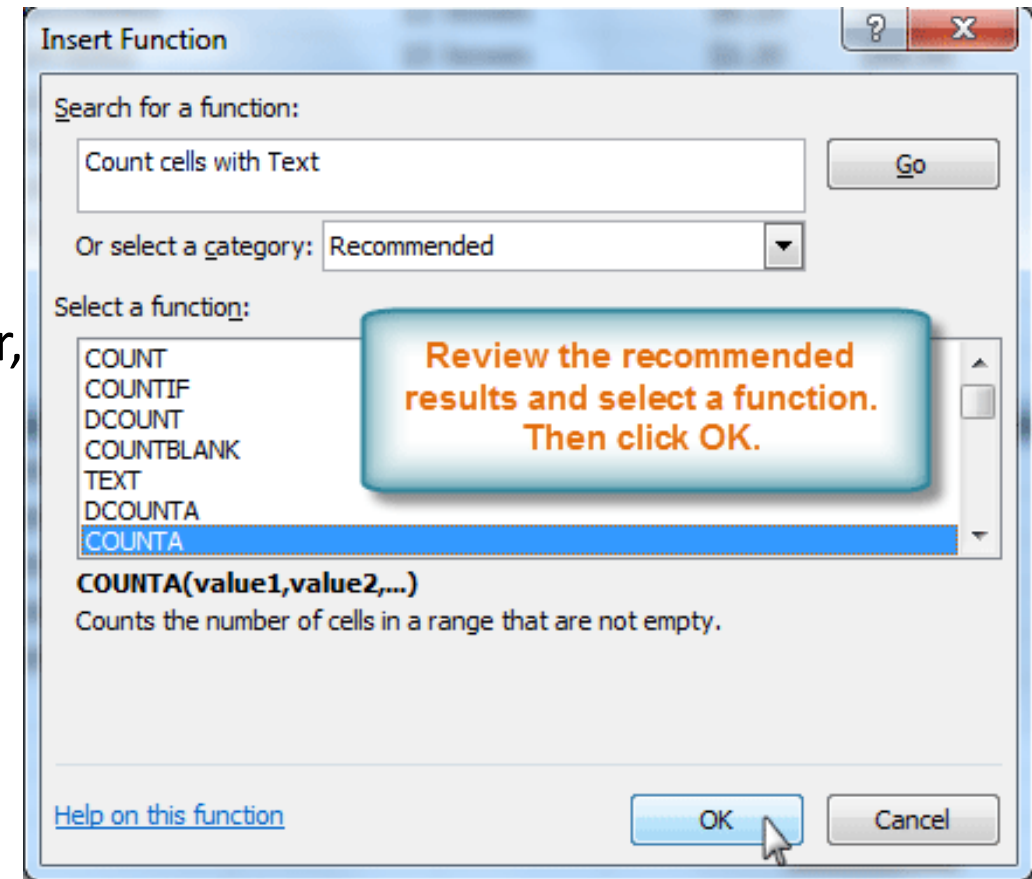 Insert Function
?
X
Search for a function:
Count cells with Text
Go
Or select a category: Recommended
Select a function:
r,
COUNT
COUNTIF
DCOUNT
COUNTBLANK
TEXT
DCOUNTA
COUNTA
Review the recommended
results and select a function.
Then click OK.
COUNTA(value1,value2,...)
Counts the number of cells in a range that are not empty.
Help on this function
OK
Cancel